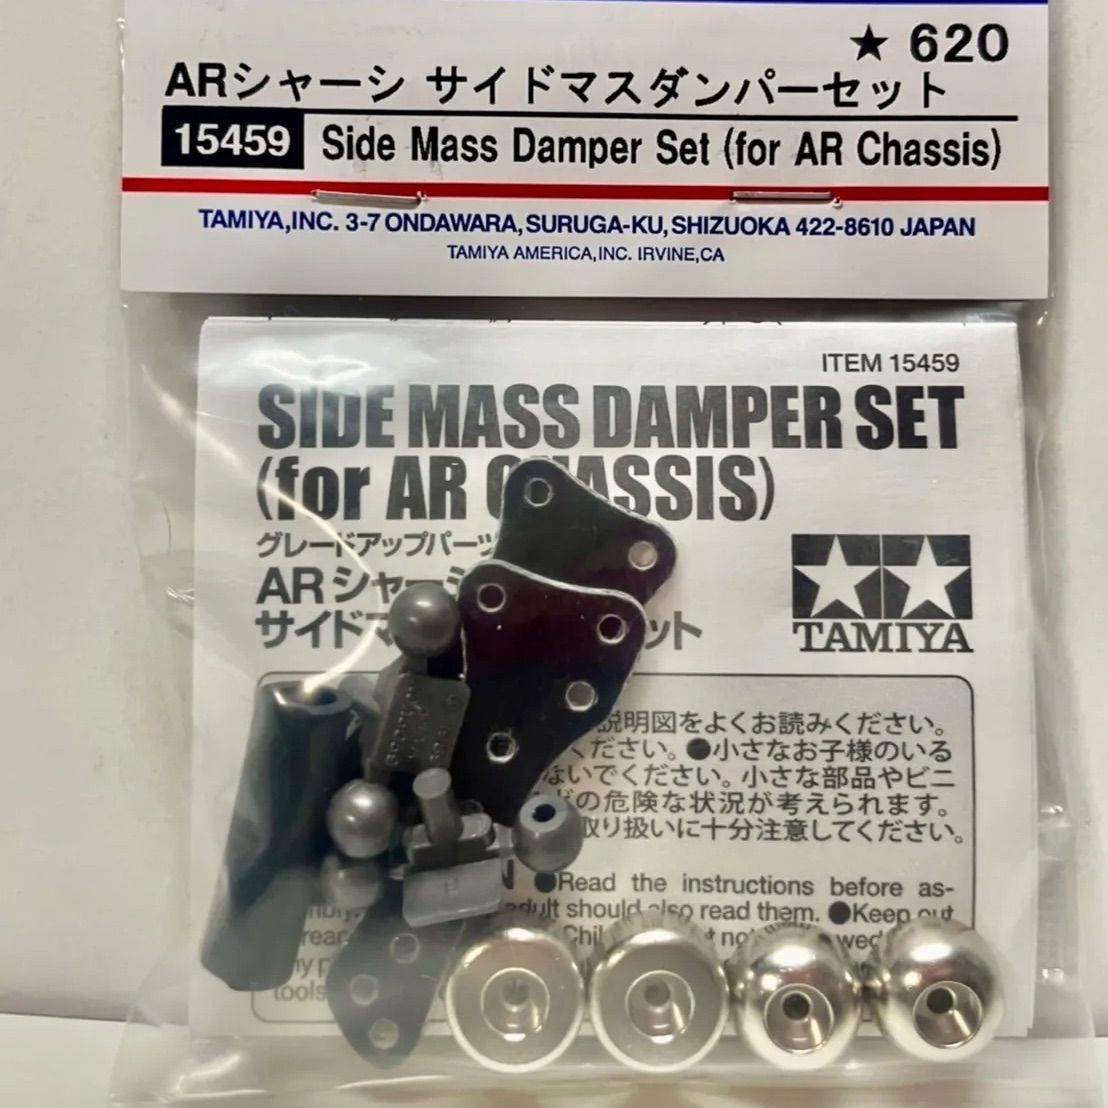 ★ 620
ARシャーシ サイドマスダンパーセット
15459 Side Mass Damper Set (for AR Chassis)
TAMIYA,INC. 3-7 ONDAWARA, SURUGA-KU, SHIZUOKA 422-8610 JAPAN
TAMIYA AMERICA,INC. IRVINE,CA
ITEM 15459
SIDE MASS DAMPER SET
(for AR CHASSIS)
グレードアップパーツ
ARシャーシ
サイドマ ット
TAMIYA
説明図をよくお読みください。
ください。●小さなお子様のいる
ないでください。小さな部品やビニ
どの危険な状況が考えられます。
取り扱いに十分注意してください。
N ●Read the instructions before as-
adult should also read them. ●Keep out
Chil
tools